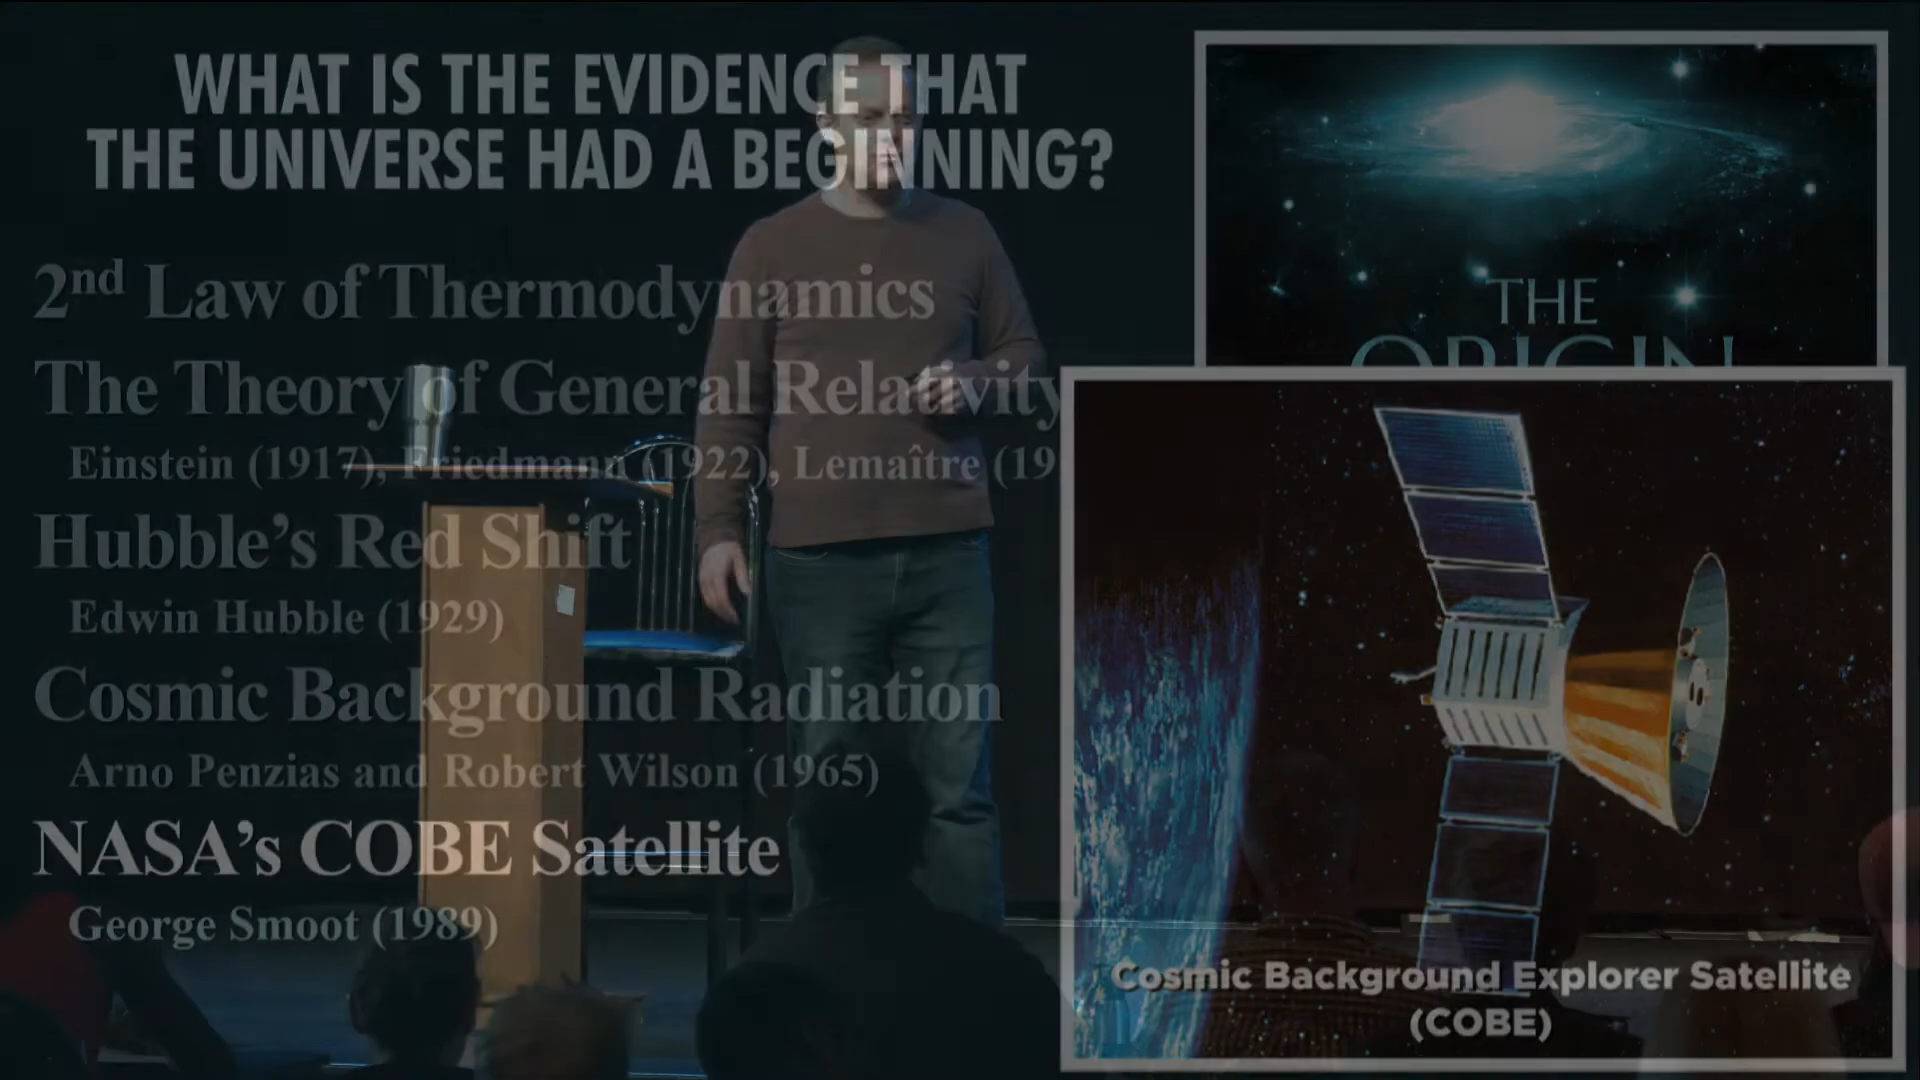 WHAT IS THE EVIDENCE THAT
THE UNIVERSE HAD A BEGINNING?
2nd Law of Thermodynamics
The Theory of General Relativity
Einstein (1917), Friedmann (1922), Lemaître (19
Hubble's Red Shift
Edwin Hubble (1929)
Cosmic Background Radiation
Arno Penzias and Robert Wilson (1965)
NASA's COBE Satellite
George Smoot (1989)
THE
ORIGIN
Cosmic Background Explorer Satellite
(COBE)